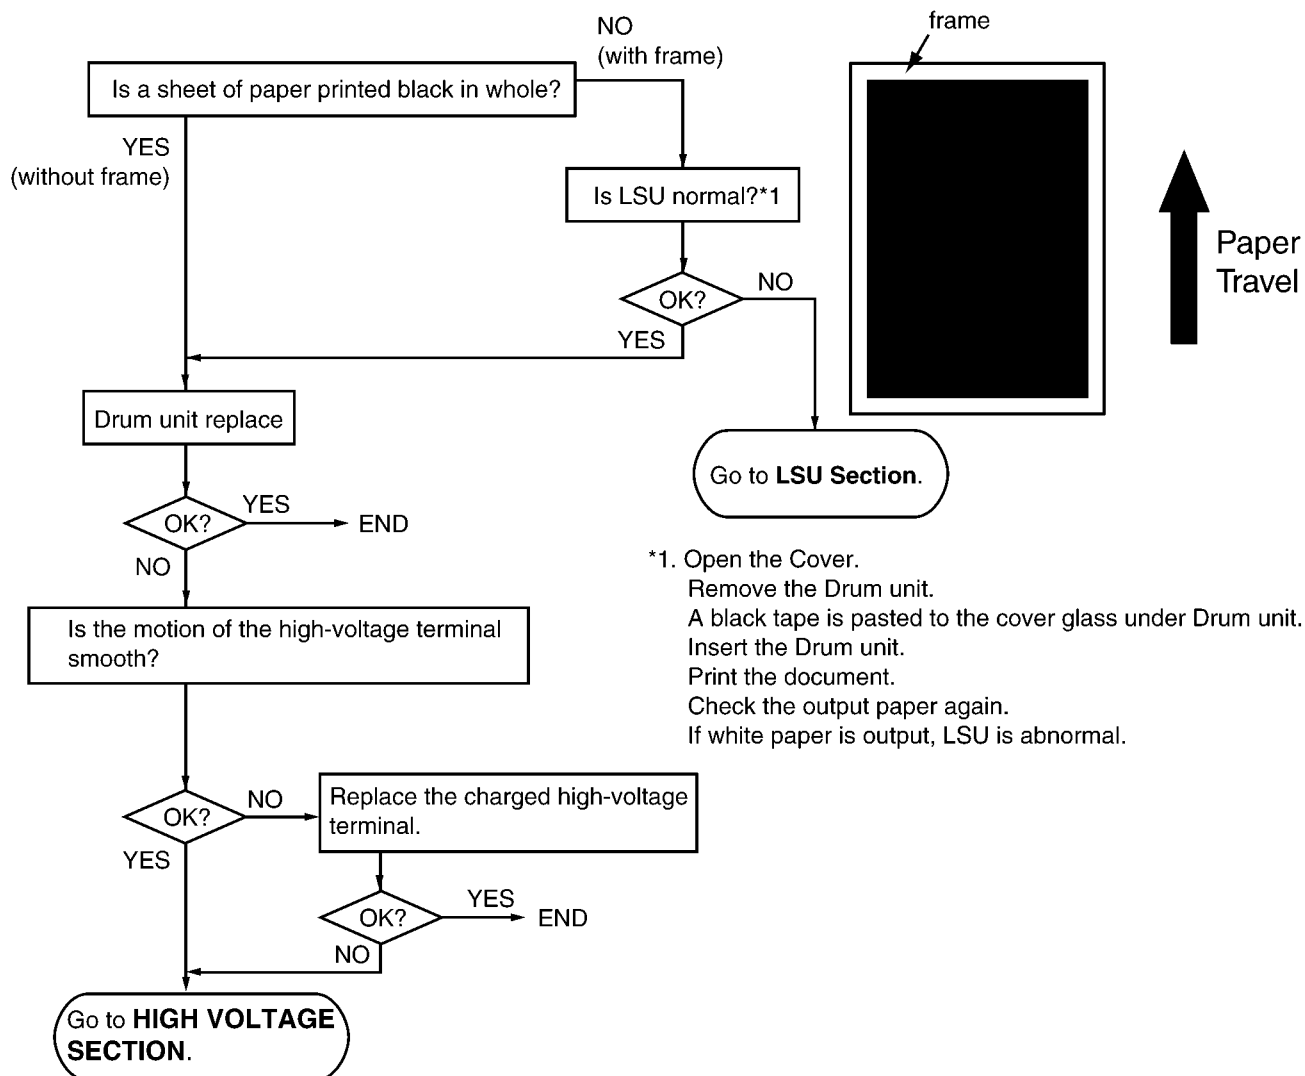 NO
(with frame)
frame
Is a sheet of paper printed black in whole?
YES
(without frame)
Is LSU normal?*1
Paper
Travel
OK?
NO
YES
Drum unit replace
Go to LSU Section.
OK?
YES
END
NO
*1. Open the Cover.
Remove the Drum unit.
A black tape is pasted to the cover glass under Drum unit.
Insert the Drum unit.
Print the document.
Check the output paper again.
If white paper is output, LSU is abnormal.
Is the motion of the high-voltage terminal
smooth?
OK?
NO
Replace the charged high-voltage
terminal.
YES
OK?
YES
END
NO
Go to HIGH VOLTAGE
SECTION.